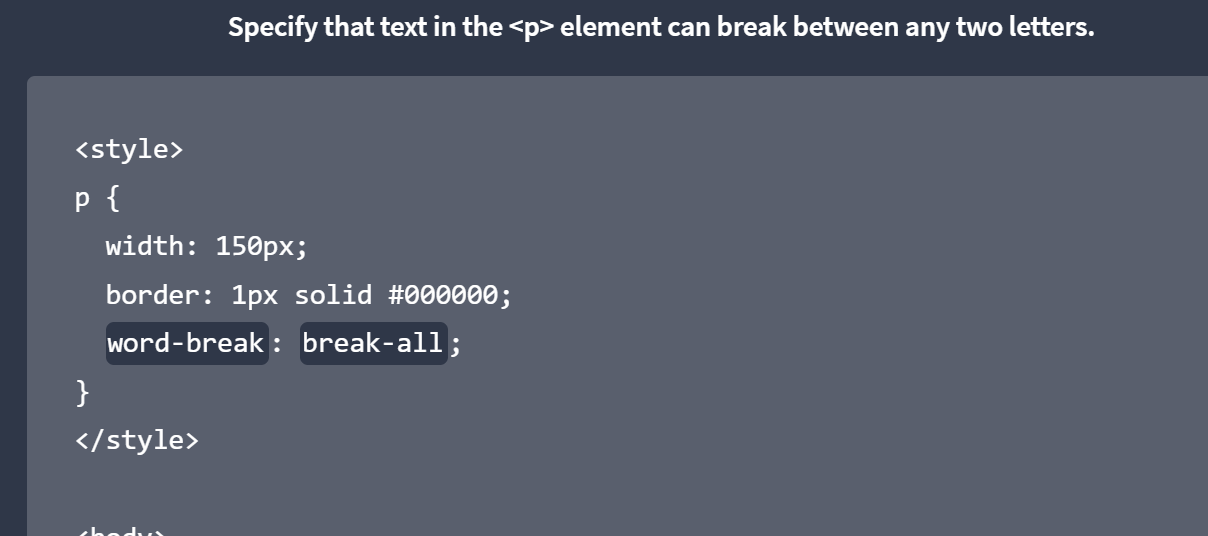 Specify that text in the <p> element can break between any two letters.
<style>
p {
  width: 150px;
  border: 1px solid #000000;
  word-break: break-all;
}
</style>
<body>